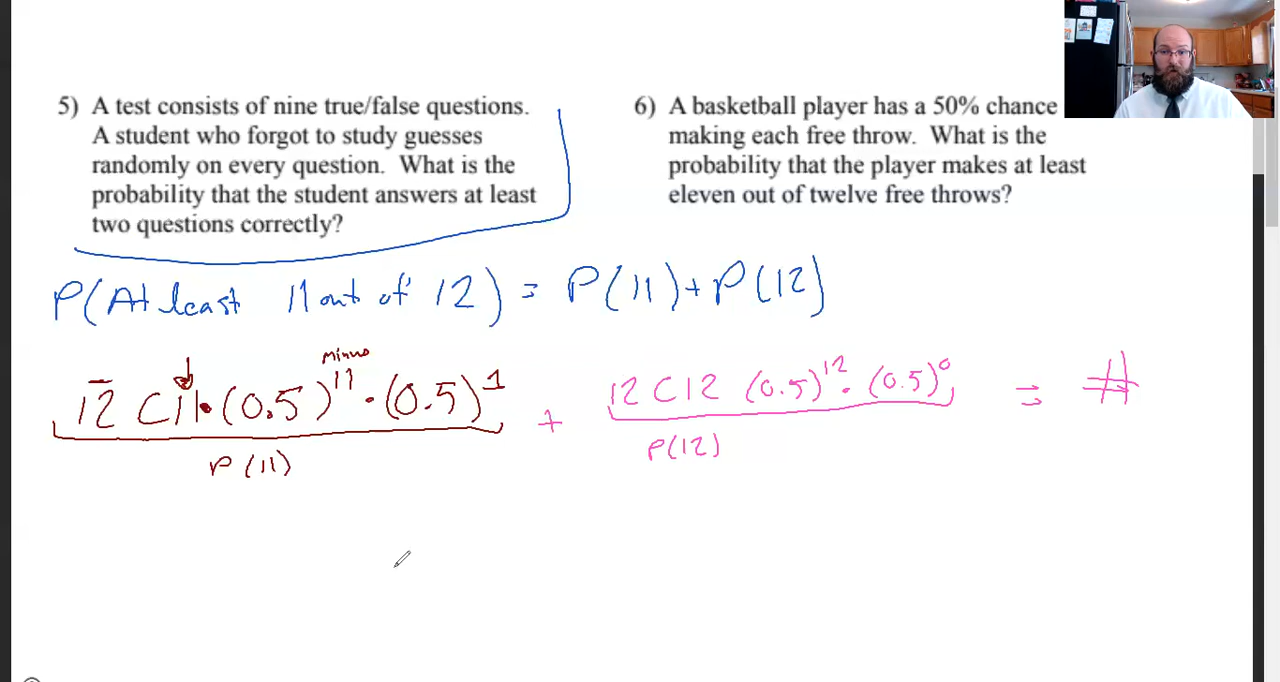 5) A test consists of nine true/false questions.
A student who forgot to study guesses
randomly on every question. What is the
probability that the student answers at least
two questions correctly?
6) A basketball player has a 50% chance
making each free throw. What is the
probability that the player makes at least
eleven out of twelve free throws?
P(At least 11 out of 12) = P(11) + P(12)
minus
12 C 11 • (0.5)^11 • (0.5)^1 + 12 C 12 (0.5)^12 • (0.5)^0 = #
P(11)
P(12)